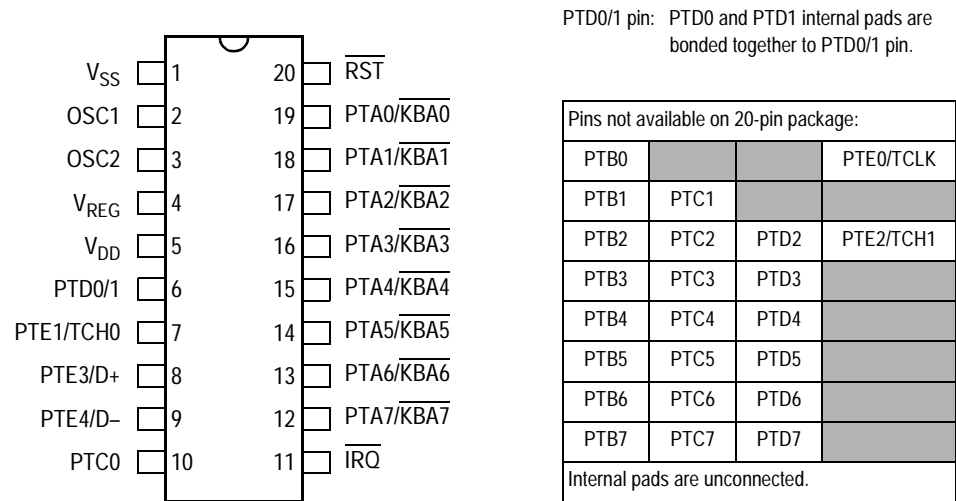 PTD0/1 pin: PTD0 and PTD1 internal pads are
bonded together to PTD0/1 pin.
VSS 1 20 RST
OSC1 2 19 PTA0/KBA0
OSC2 3 18 PTA1/KBA1
VREG 4 17 PTA2/KBA2
VDD 5 16 PTA3/KBA3
PTD0/1 6 15 PTA4/KBA4
PTE1/TCH0 7 14 PTA5/KBA5
PTE3/D+ 8 13 PTA6/KBA6
PTE4/D– 9 12 PTA7/KBA7
PTC0 10 11 IRQ
Pins not available on 20-pin package:
PTB0 PTE0/TCLK
PTB1 PTC1
PTB2 PTC2 PTD2 PTE2/TCH1
PTB3 PTC3 PTD3
PTB4 PTC4 PTD4
PTB5 PTC5 PTD5
PTB6 PTC6 PTD6
PTB7 PTC7 PTD7
Internal pads are unconnected.